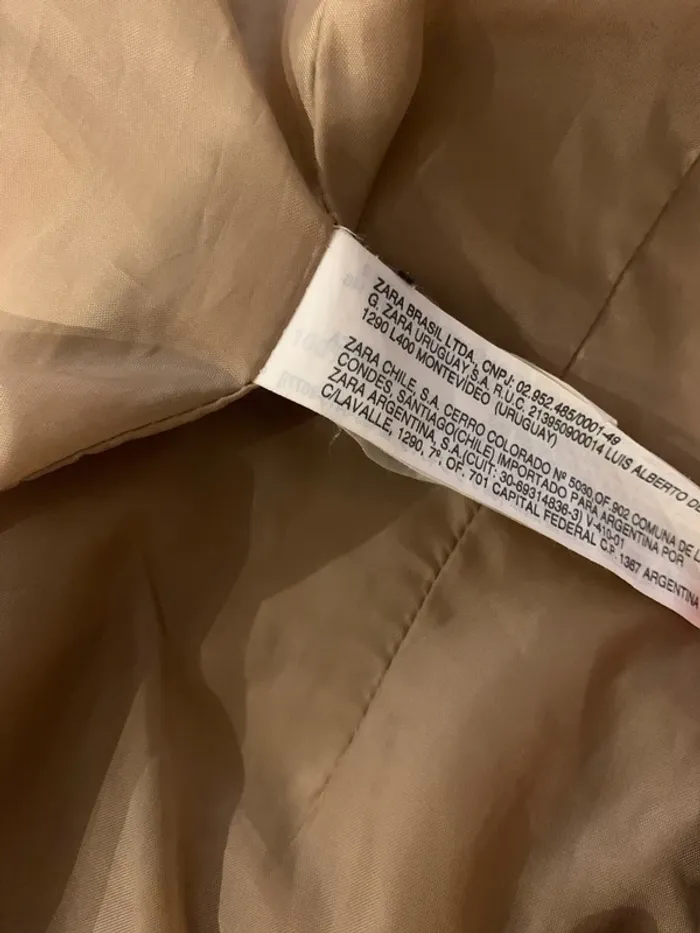 ZARA BRASIL LTDA, CNPJ: 02.952.485/0001-49
G. ZARA URUGUAY S.A. R.U.C. 213950900014 LUIS ALBERTO DE
1290 L400 MONTEVIDEO (URUGUAY)
ZARA CHILE, S.A. CERRO COLORADO Nº 5030,OF.902 COMUNA DE L
CONDES, SANTIAGO(CHILE) IMPORTADO PARA ARGENTINA POR
ZARA ARGENTINA, S.A.(CUIT: 30-69314836-3) V-410-01
C/LAVALLE, 1290, 7º. OF. 701 CAPITAL FEDERAL C.P. 1367 ARGENTINA